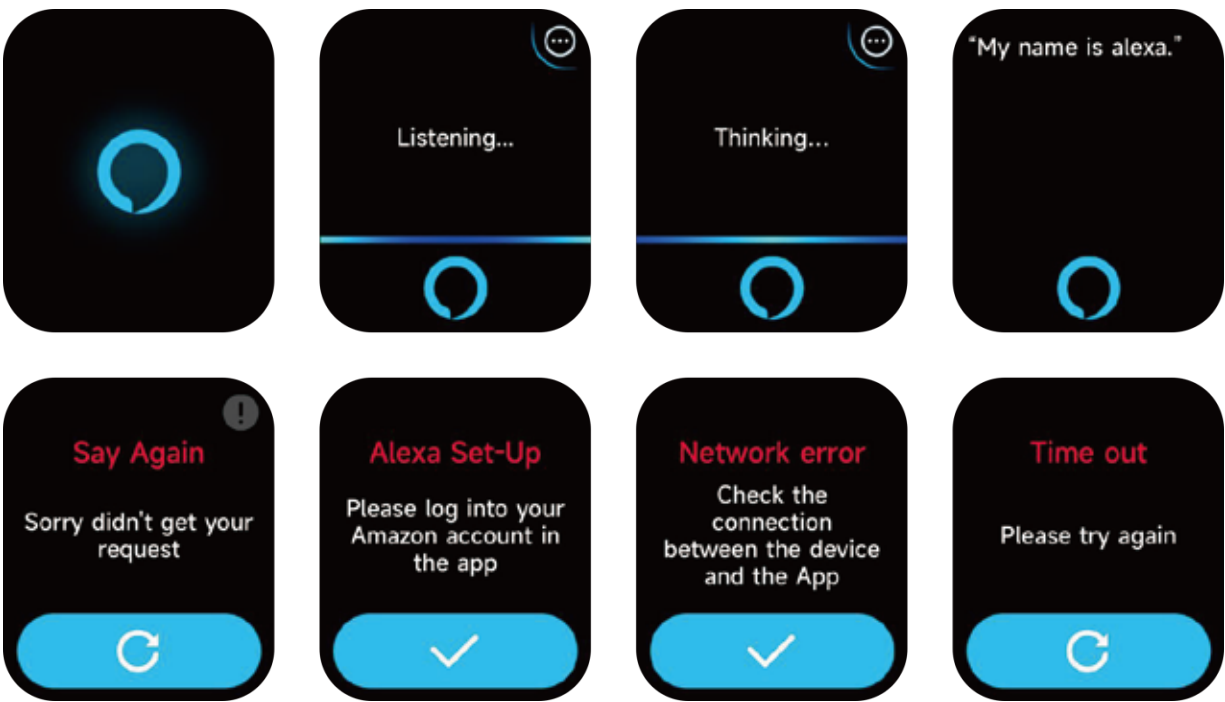 Listening...
Thinking...
“My name is alexa.”
Say Again
Sorry didn't get your
request
Alexa Set-Up
Please log into your
Amazon account in
the app
Network error
Check the
connection
between the device
and the App
Time out
Please try again